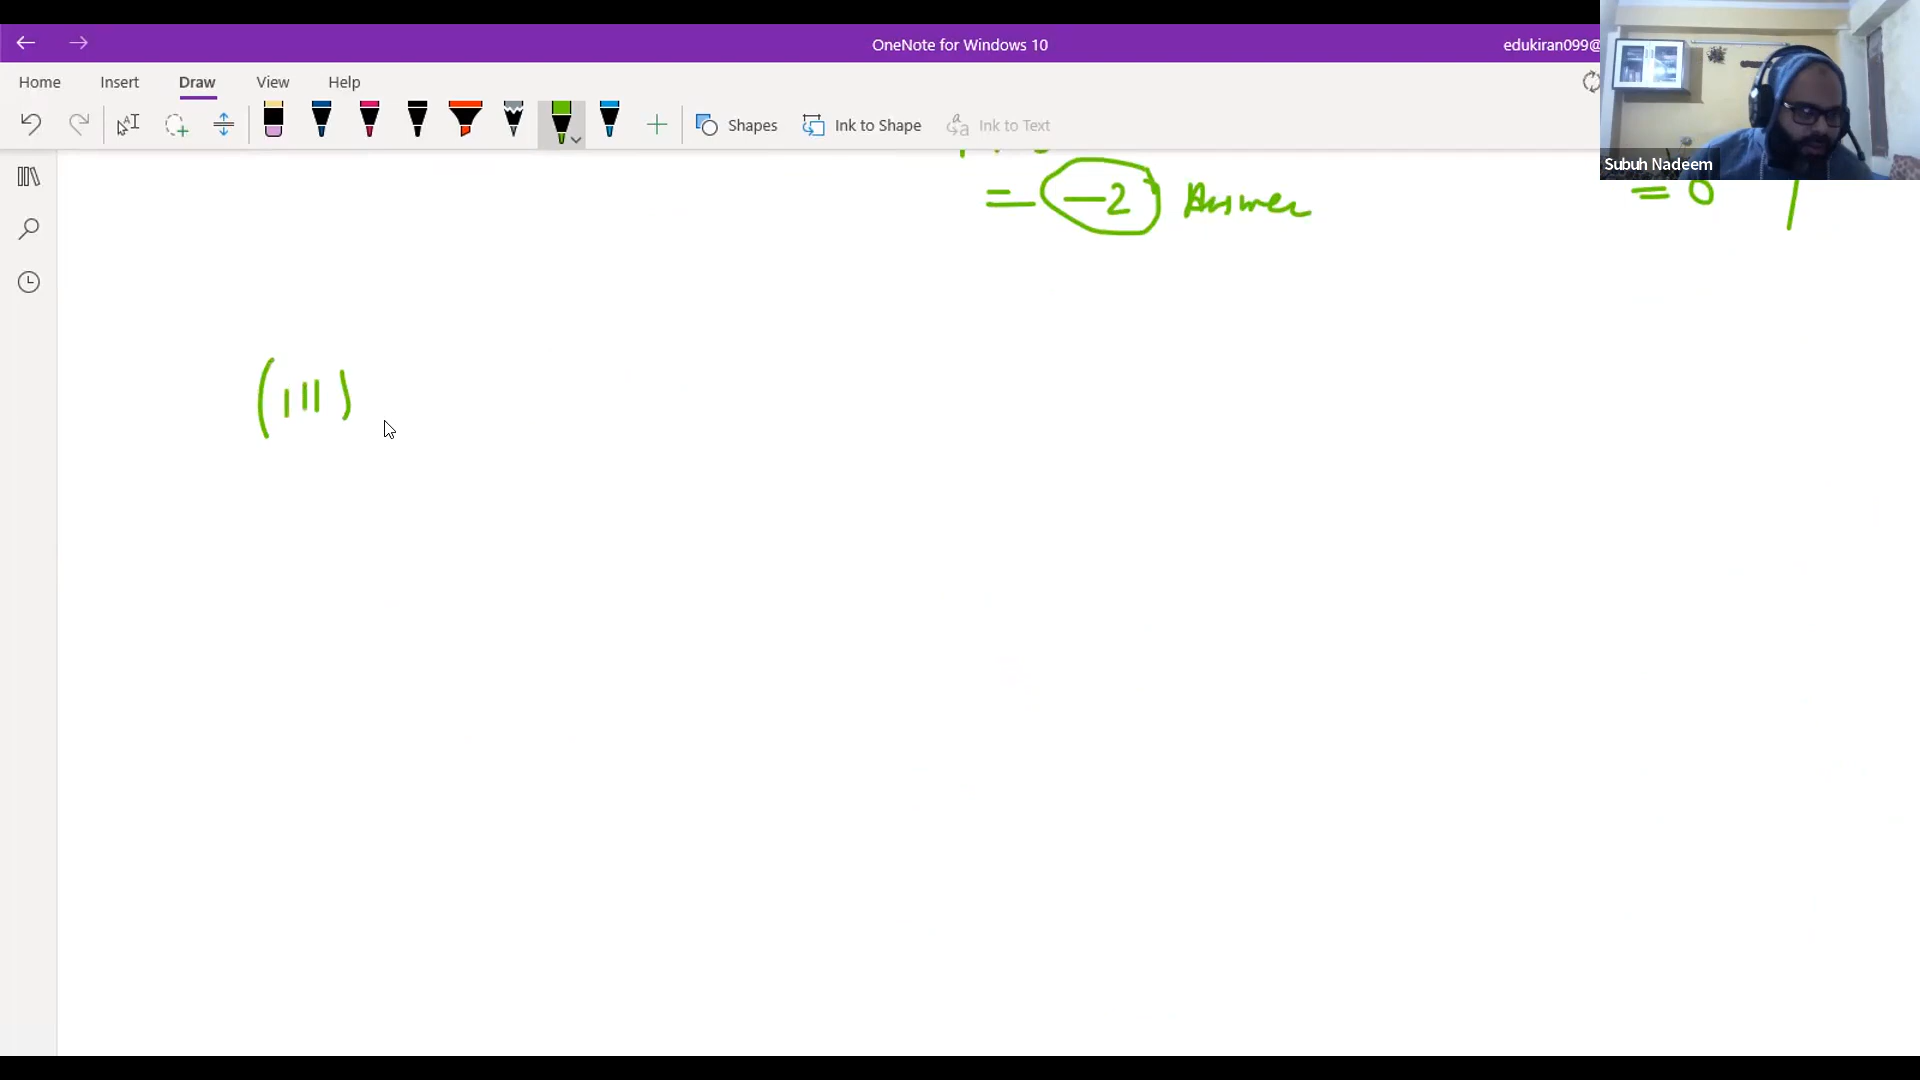 OneNote for Windows 10
edukiran099@
Home Insert Draw View Help
Shapes Ink to Shape Ink to Text
Subuh Nadeem
= -2 Answer
= 0
(iii)